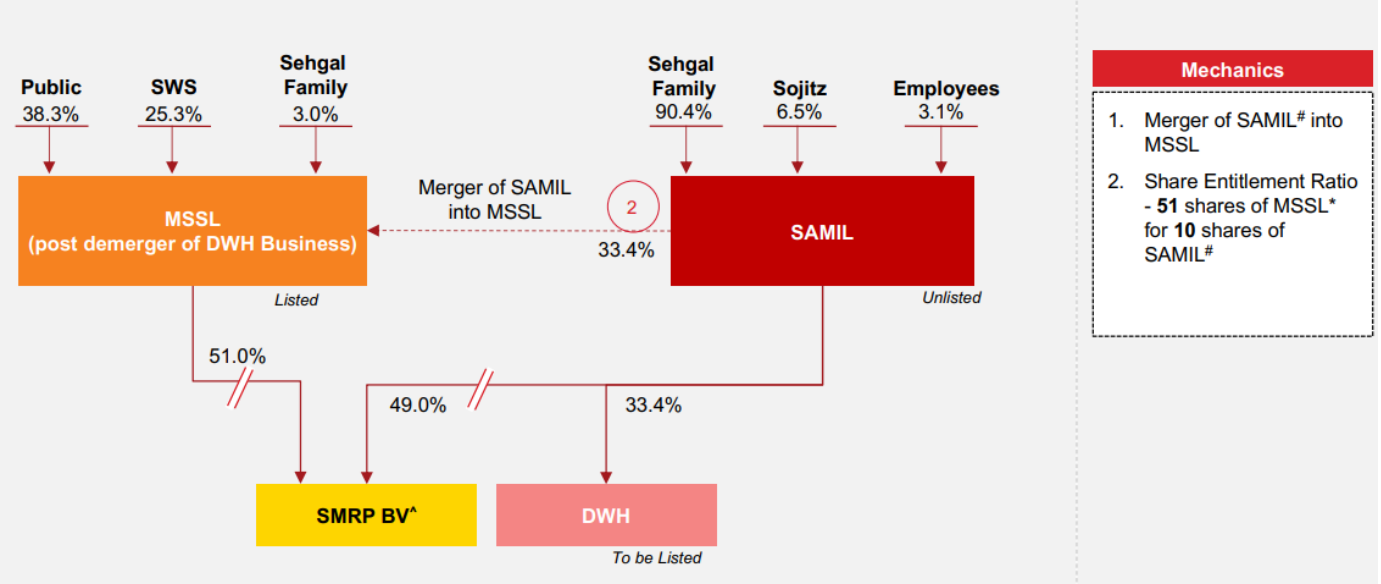 Public
38.3%
SWS
25.3%
Sehgal
Family
3.0%
Sehgal
Family
90.4%
Sojitz
6.5%
Employees
3.1%
MSSL
(post demerger of DWH Business)
Listed
Merger of SAMIL
into MSSL
2
33.4%
SAMIL
Unlisted
51.0%
49.0%
33.4%
SMRP BV^
DWH
To be Listed
Mechanics
1. Merger of SAMIL# into
MSSL
2. Share Entitlement Ratio
- 51 shares of MSSL*
for 10 shares of
SAMIL#